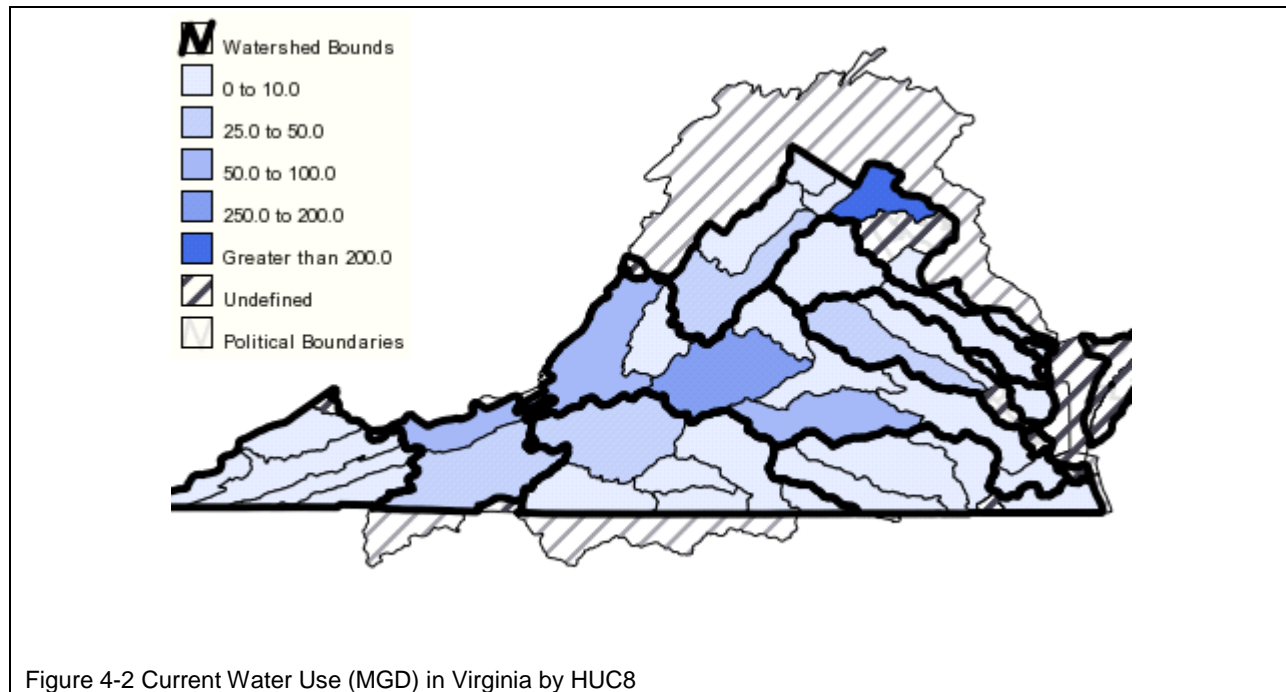 Watershed Bounds
0 to 10.0
25.0 to 50.0
50.0 to 100.0
250.0 to 200.0
Greater than 200.0
Undefined
Political Boundaries
Figure 4-2 Current Water Use (MGD) in Virginia by HUC8